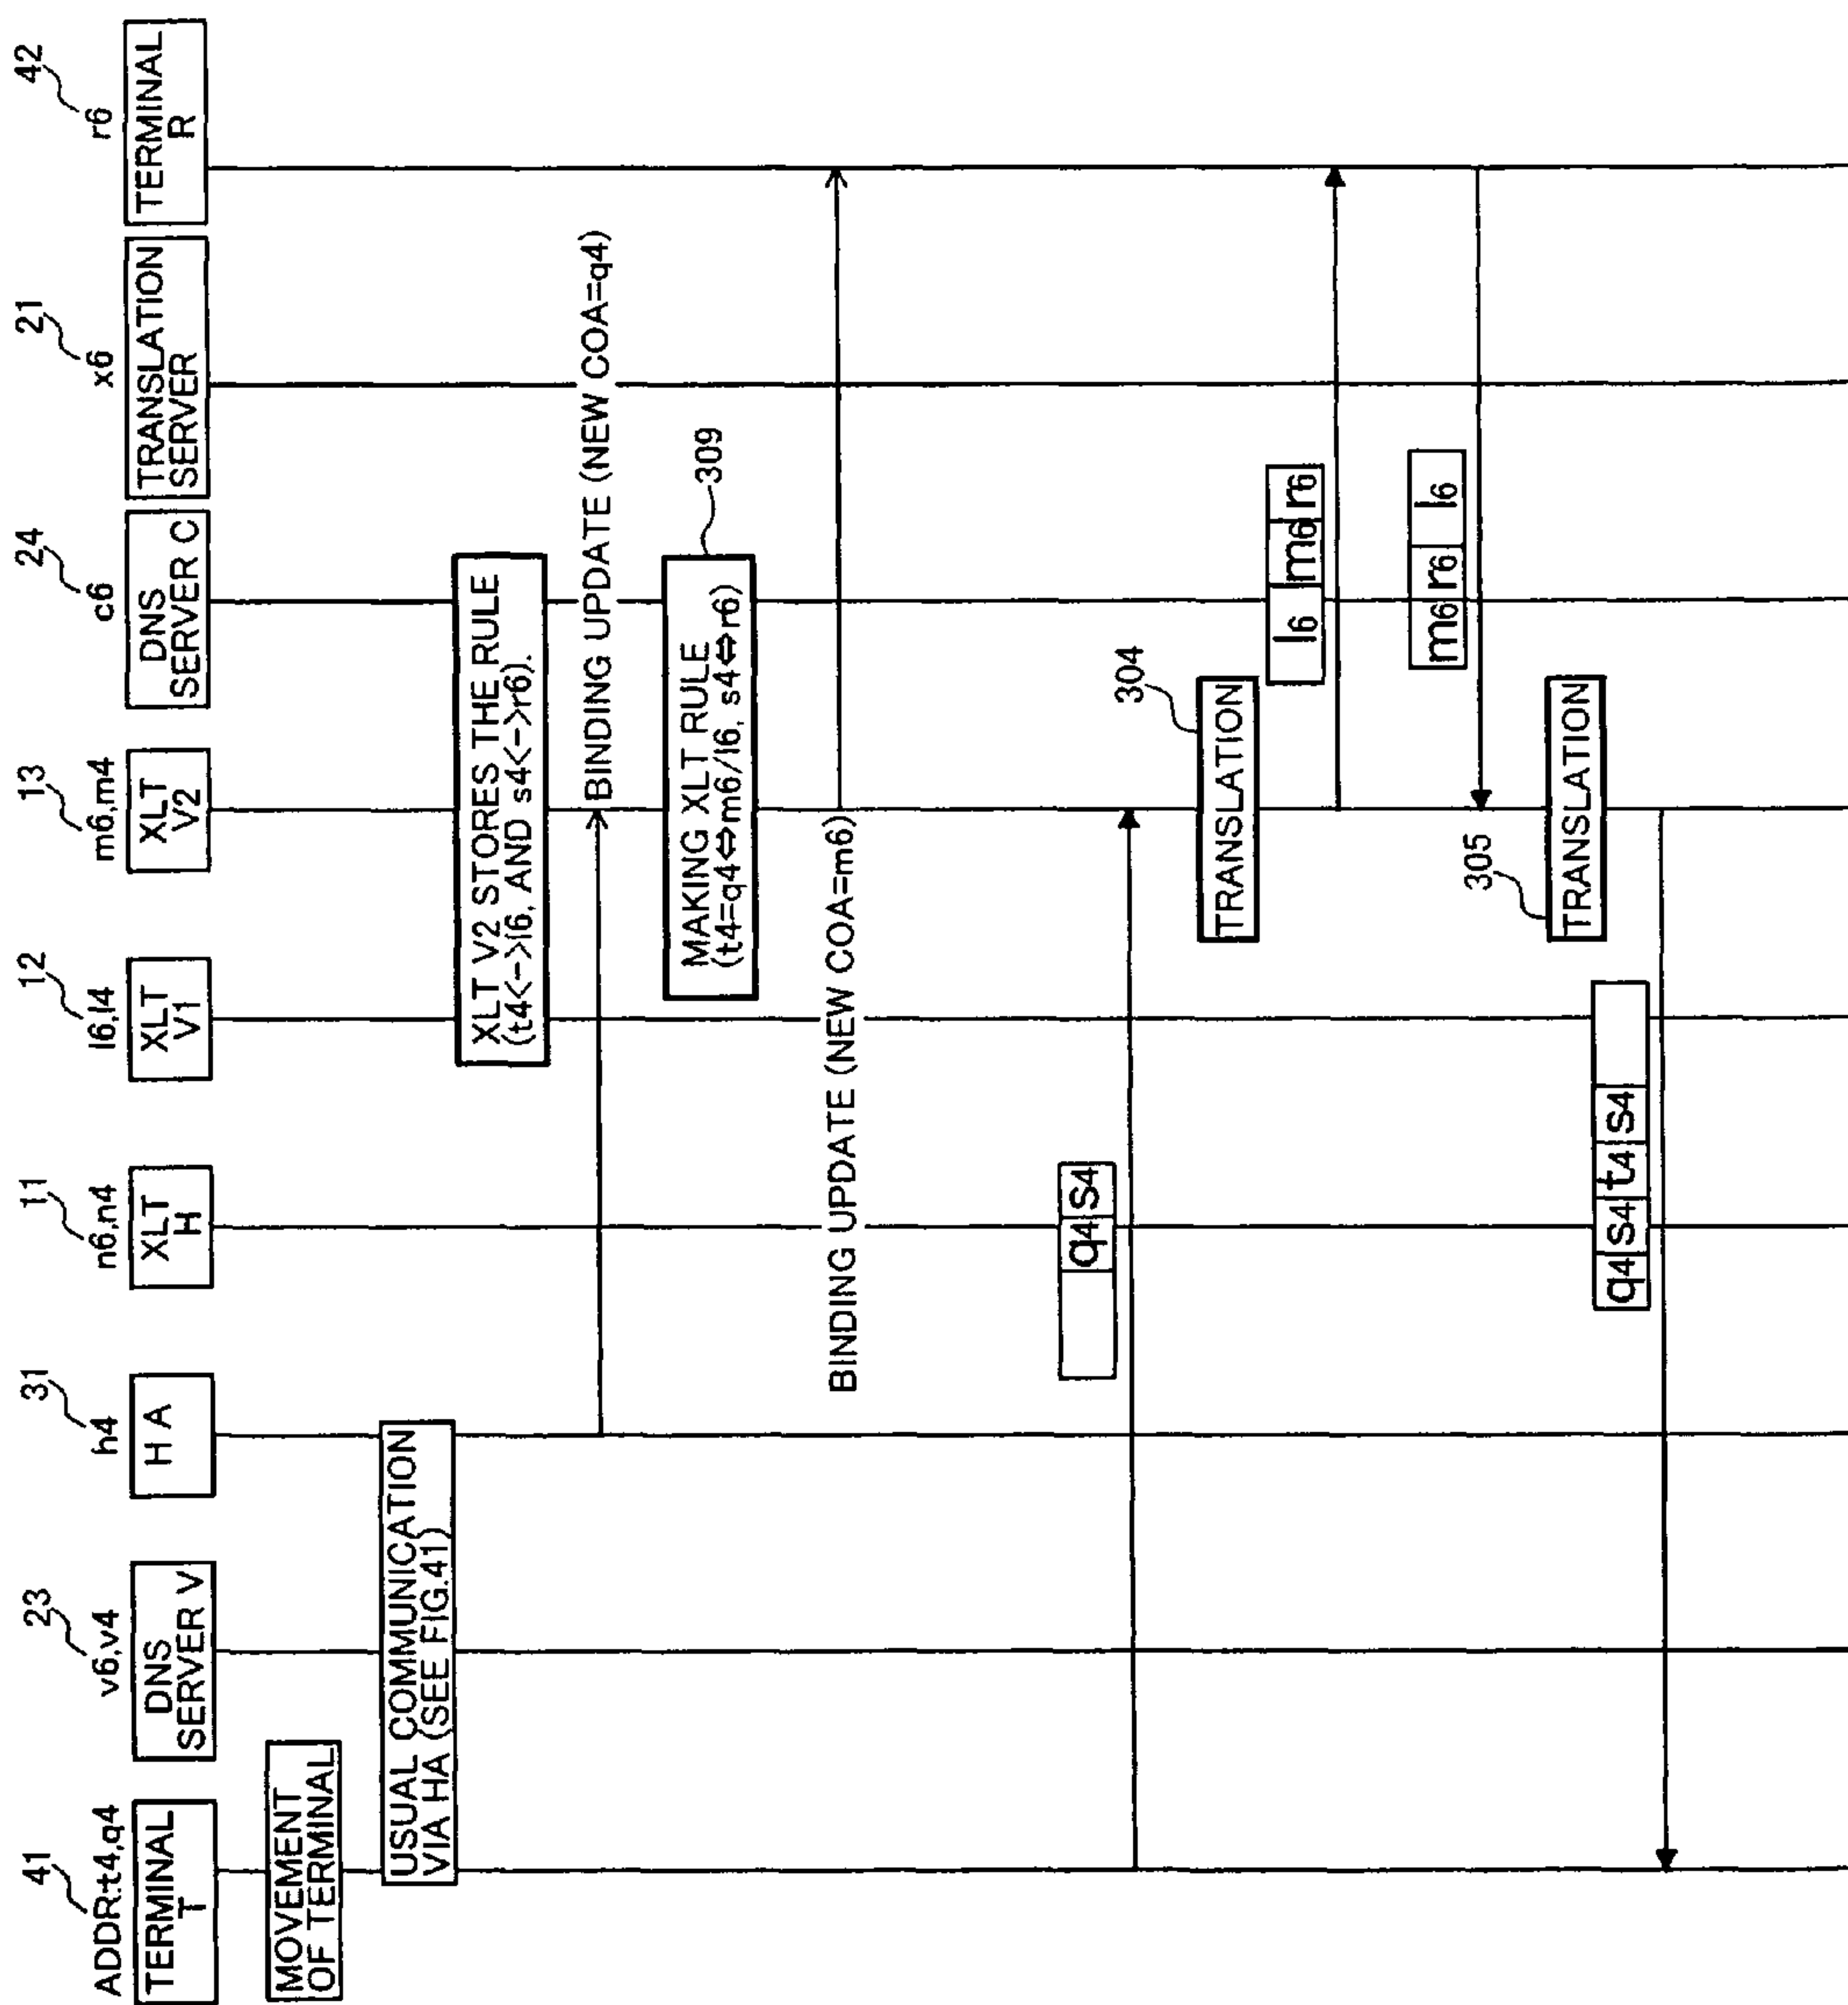 41
ADDR:t4,q4
TERMINAL
T
23
v6,v4
DNS
SERVER V
31
h4
H A
11
n6,n4
XLT
H
12
l6,l4
XLT
V1
13
m6,m4
XLT
V2
24
c6
DNS
SERVER C
21
x6
TRANSLATION
SERVER
42
r6
TERMINAL
R
MOVEMENT
OF TERMINAL
USUAL COMMUNICATION
VIA HA (SEE FIG.41)
XLT V2 STORES THE RULE
(t4<->l6, AND s4<->r6).
BINDING UPDATE (NEW COA=q4)
309
MAKING XLT RULE
(t4=q4⇔m6/l6, s4⇔r6)
BINDING UPDATE (NEW COA=m6)
q4 s4
304
TRANSLATION
l6 m6 r6
m6 r6 l6
305
TRANSLATION
q4 s4 t4 s4